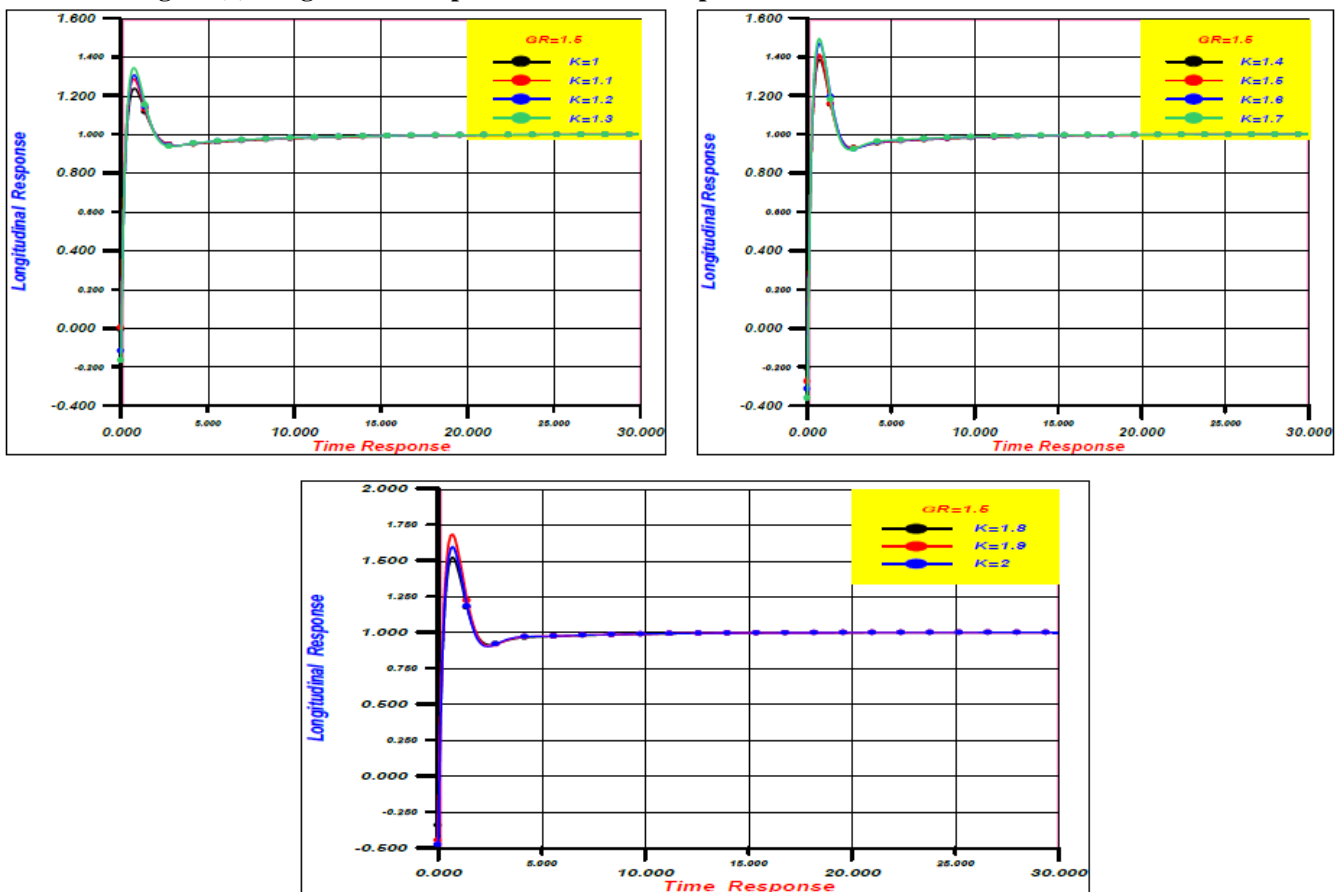 1.600
1.400
1.200
1.000
0.800
0.600
0.400
0.200
0.000
-0.200
-0.400
Longitudinal Response
GR=1.5
K=1
K=1.1
K=1.2
K=1.3
0.000
5.000
10.000
15.000
20.000
25.000
30.000
Time Response
1.600
1.400
1.200
1.000
0.800
0.600
0.400
0.200
0.000
-0.200
-0.400
Longitudinal Response
GR=1.5
K=1.4
K=1.5
K=1.6
K=1.7
0.000
5.000
10.000
15.000
20.000
25.000
30.000
Time Response
2.000
1.750
1.500
1.250
1.000
0.750
0.500
0.250
0.000
-0.250
-0.500
Longitudinal Response
GR=1.5
K=1.8
K=1.9
K=2
0.000
5.000
10.000
15.000
20.000
25.000
30.000
Time Response